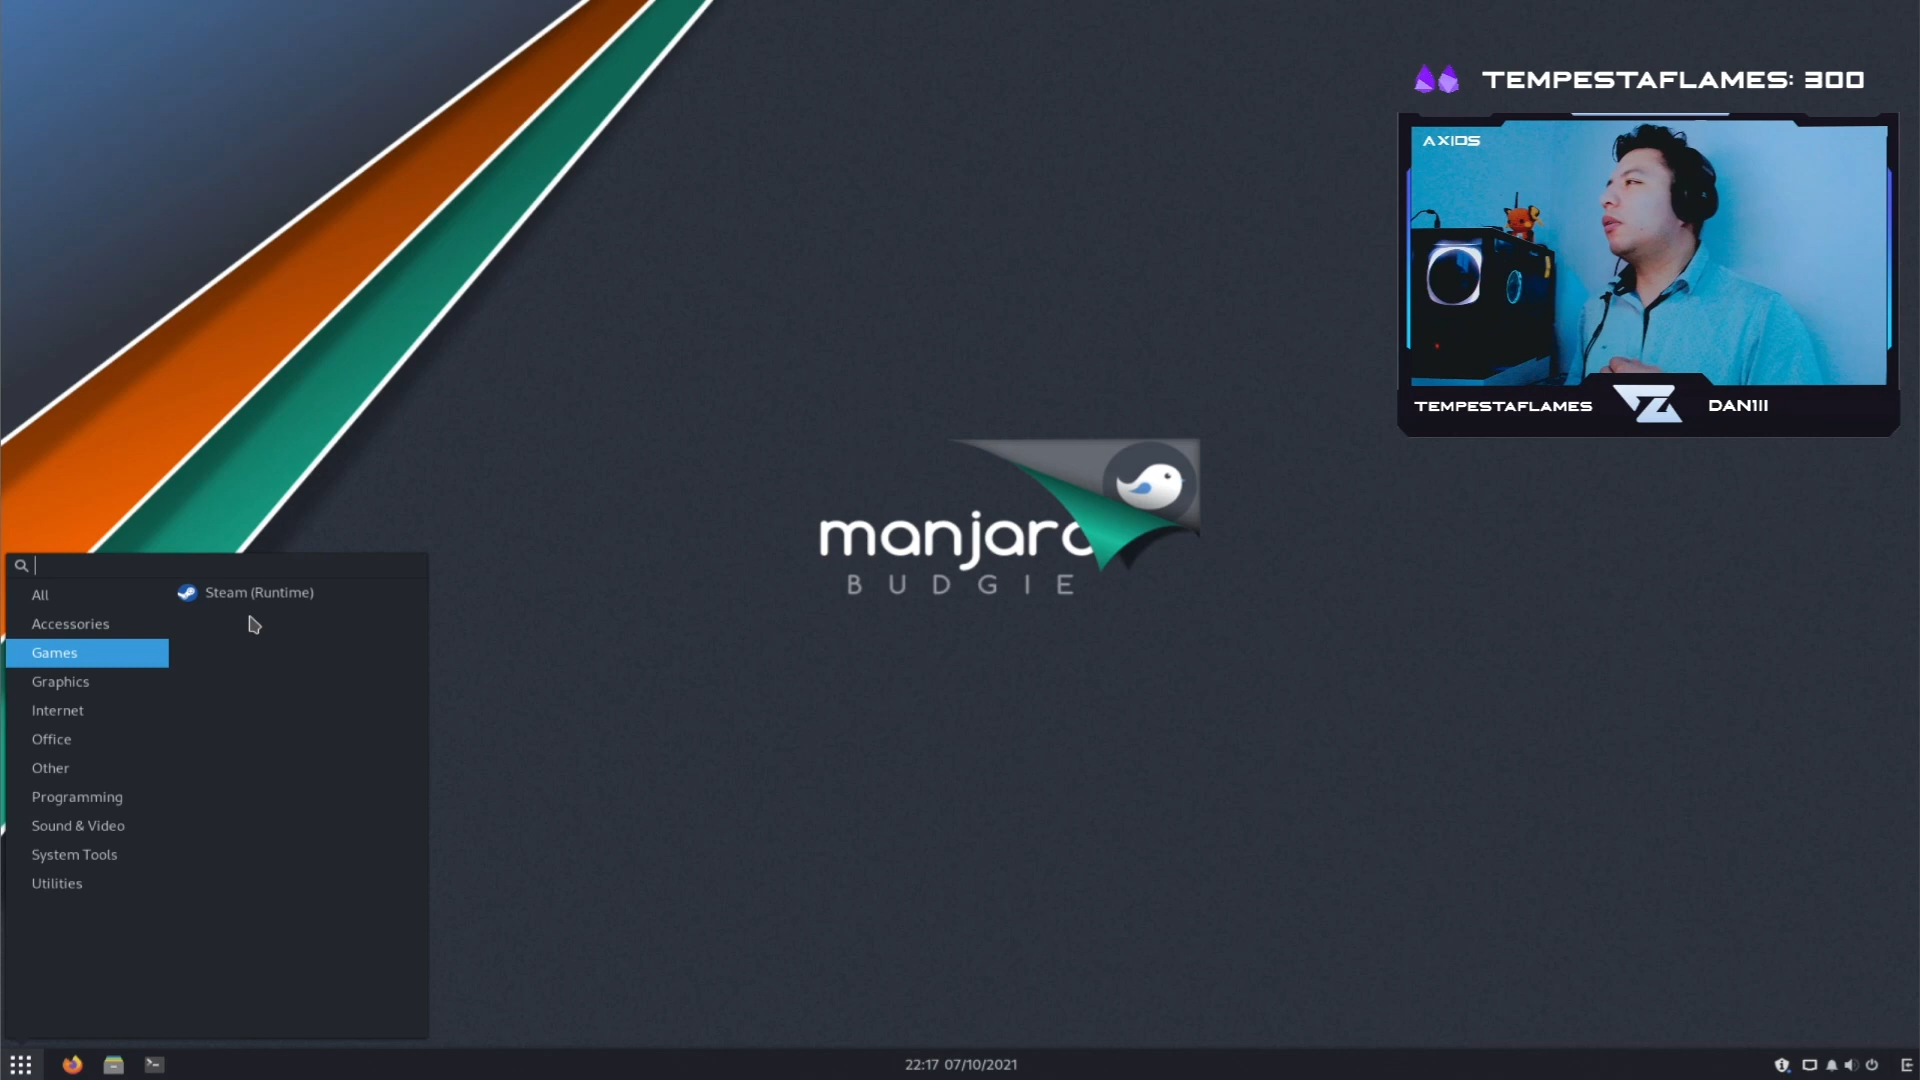 TEMPESTAFLAMES: 300
AXIOS
TEMPESTAFLAMES
DAN1II
manjaro
BUDGIE
All
Accessories
Games
Graphics
Internet
Office
Other
Programming
Sound & Video
System Tools
Utilities
Steam (Runtime)
22:17 07/10/2021